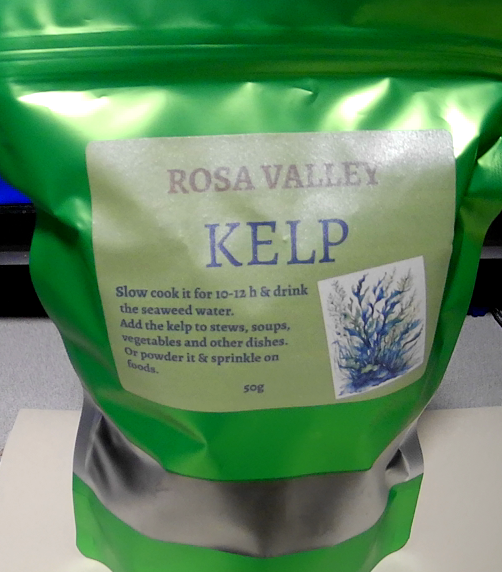 ROSA VALLEY
KELP
Slow cook it for 10-12 h & drink
the seaweed water.
Add the kelp to stews, soups,
vegetables and other dishes.
Or powder it & sprinkle on
foods.
50g